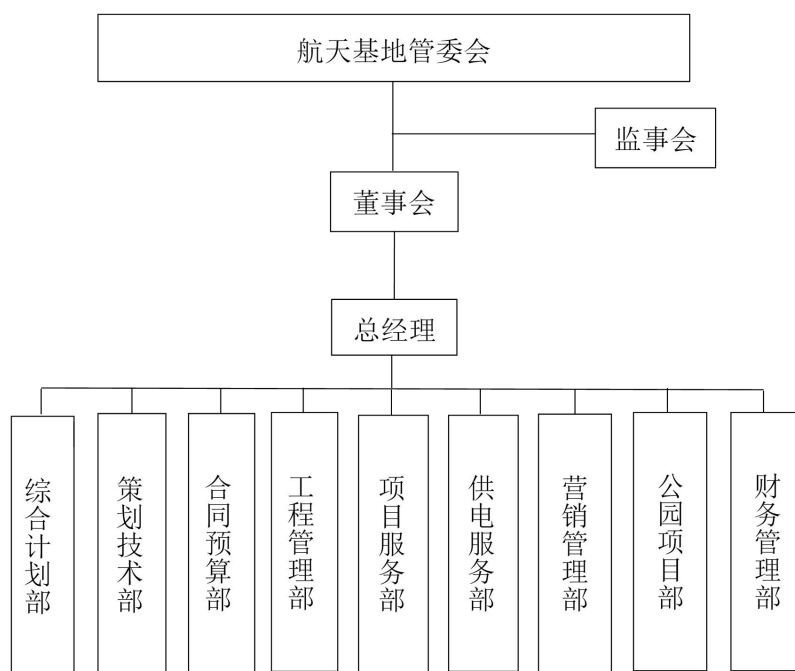 航天基地管委会
监事会
董事会
总经理
综合计划部
策划技术部
合同预算部
工程管理部
项目服务部
供电服务部
营销管理部
公园项目部
财务管理部